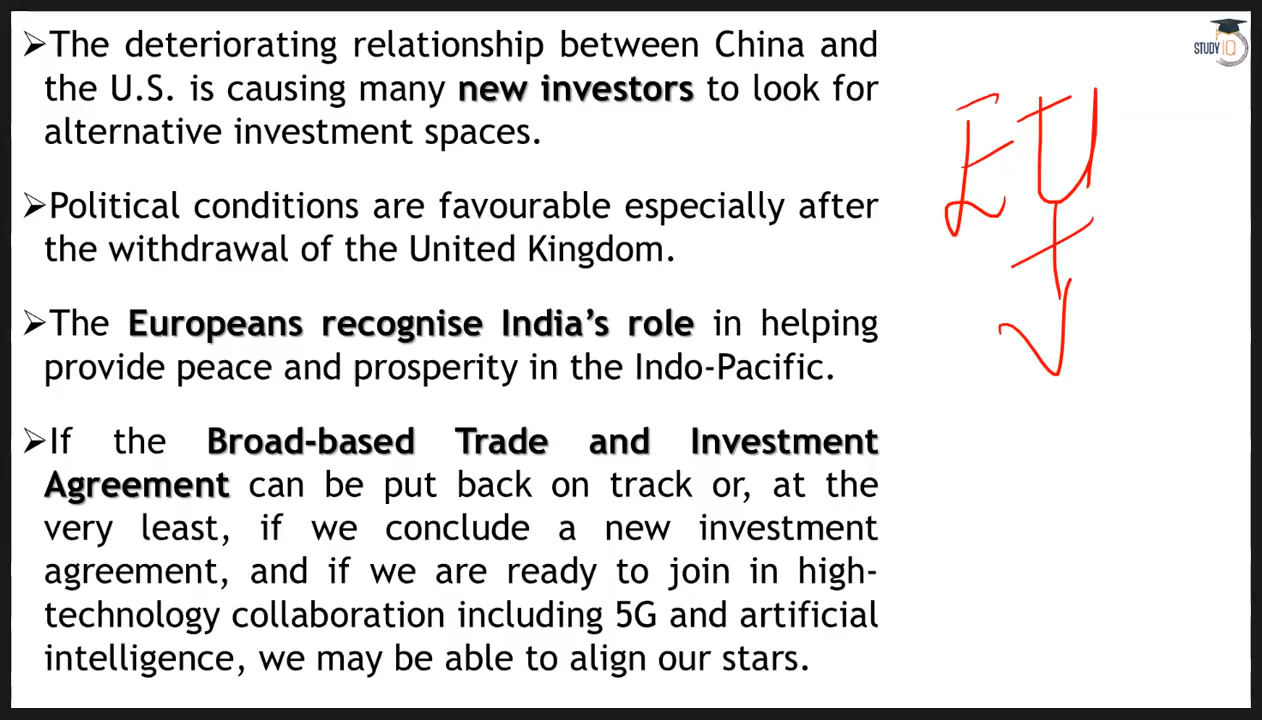 ➢The deteriorating relationship between China and
the U.S. is causing many new investors to look for
alternative investment spaces.
➢Political conditions are favourable especially after
the withdrawal of the United Kingdom.
➢The Europeans recognise India's role in helping
provide peace and prosperity in the Indo-Pacific.
➢If the Broad-based Trade and Investment
Agreement can be put back on track or, at the
very least, if we conclude a new investment
agreement, and if we are ready to join in high-
technology collaboration including 5G and artificial
intelligence, we may be able to align our stars.
EU
STUDY IQ